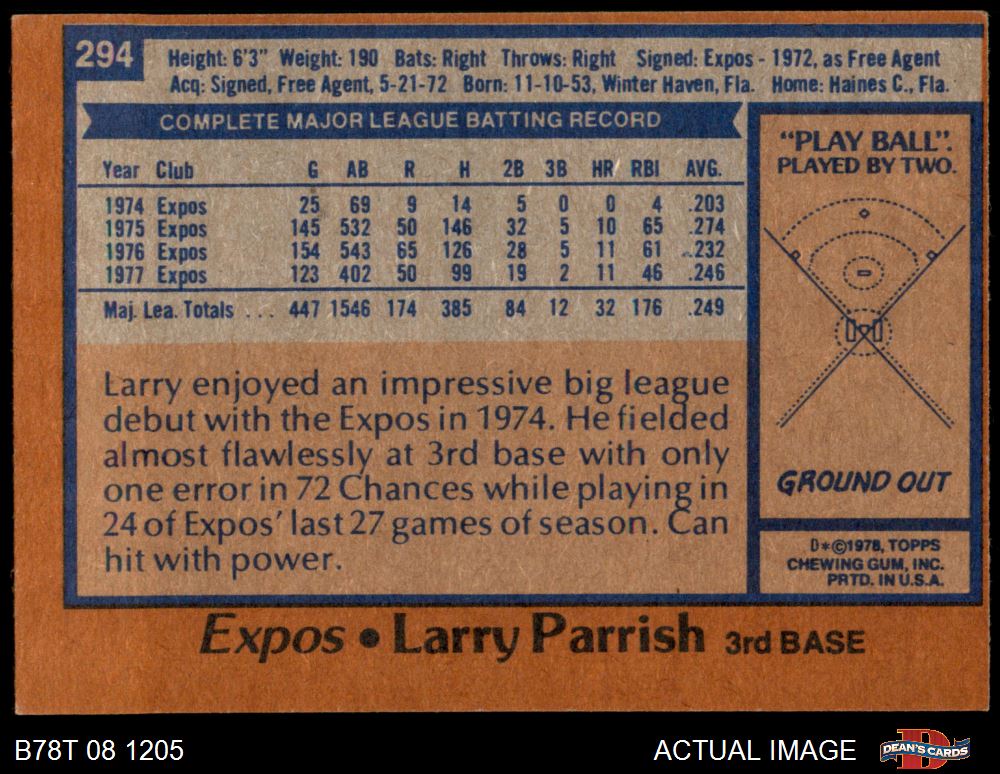 294
Height: 6'3" Weight: 190 Bats: Right Throws: Right Signed: Expos - 1972, as Free Agent
Acq: Signed, Free Agent, 5-21-72 Born: 11-10-53, Winter Haven, Fla. Home: Haines C., Fla.
COMPLETE MAJOR LEAGUE BATTING RECORD
Year Club G AB R H 2B 3B HR RBI AVG.
1974 Expos 25 69 9 14 5 0 0 4 .203
1975 Expos 145 532 50 146 32 5 10 65 .274
1976 Expos 154 543 65 126 28 5 11 61 .232
1977 Expos 123 402 50 99 19 2 11 46 .246
Maj. Lea. Totals ... 447 1546 174 385 84 12 32 176 .249
Larry enjoyed an impressive big league
debut with the Expos in 1974. He fielded
almost flawlessly at 3rd base with only
one error in 72 Chances while playing in
24 of Expos' last 27 games of season. Can
hit with power.
"PLAY BALL".
PLAYED BY TWO.
GROUND OUT
D*©1978, TOPPS
CHEWING GUM, INC.
PRTD. IN U.S.A.
Expos • Larry Parrish 3rd BASE
B78T 08 1205
ACTUAL IMAGE
D
DEAN'S CARDS